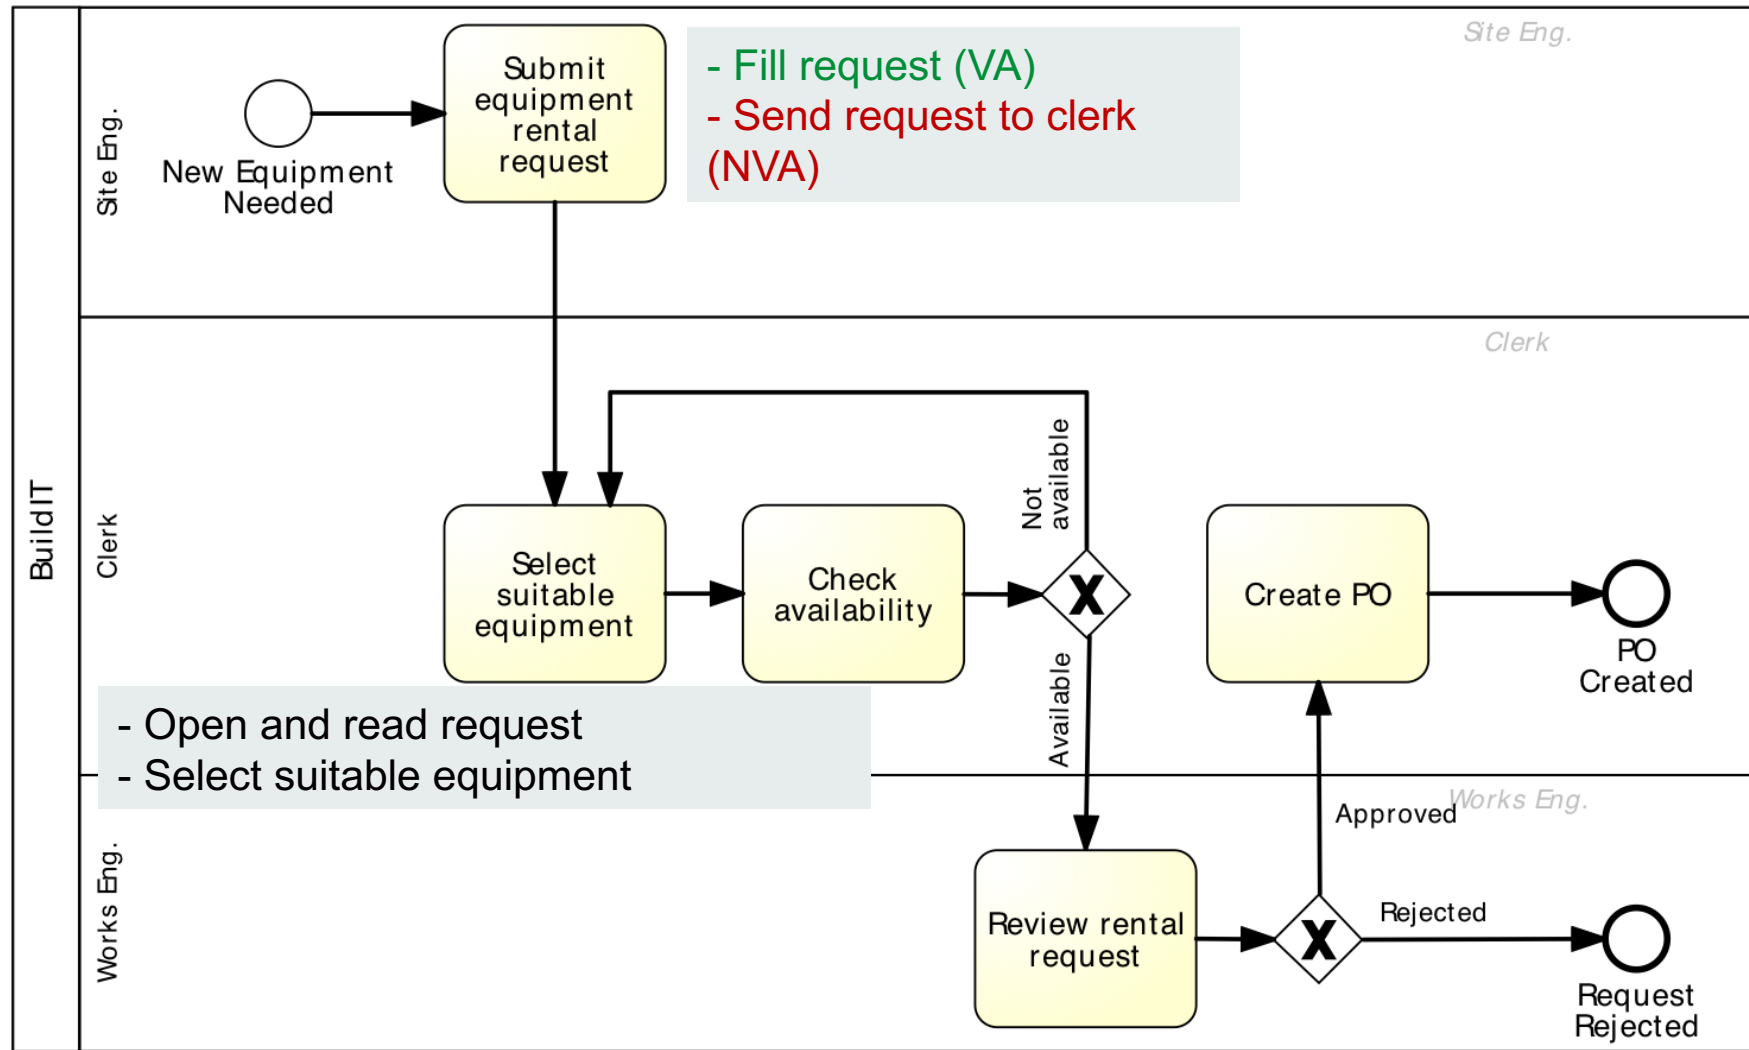 BuildIT
Site Eng.
Site Eng.
New Equipment
Needed
Submit
equipment
rental
request
- Fill request (VA)
- Send request to clerk
(NVA)
Clerk
Clerk
Select
suitable
equipment
Check
availability
Not
available
Available
Create PO
PO
Created
- Open and read request
- Select suitable equipment
Works Eng.
Works Eng.
Review rental
request
Approved
Rejected
Request
Rejected